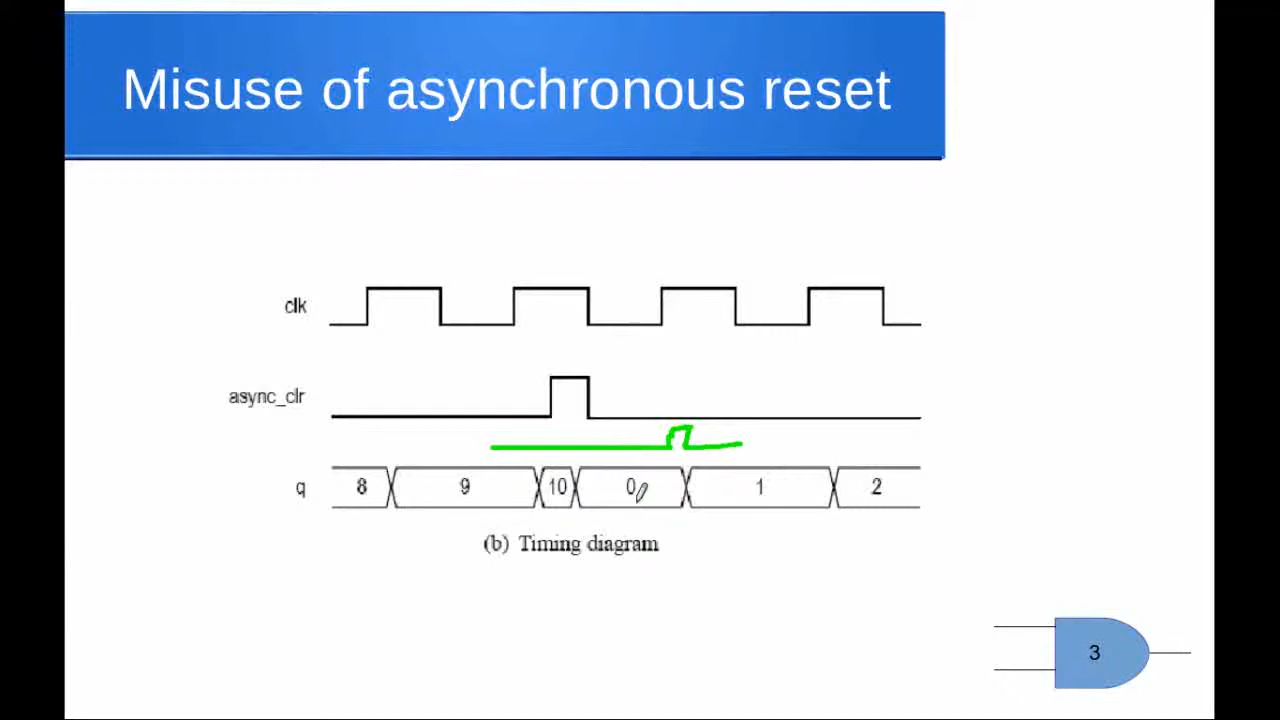 Misuse of asynchronous reset
clk
async_clr
q 8 9 10 0 1 2
(b) Timing diagram
3